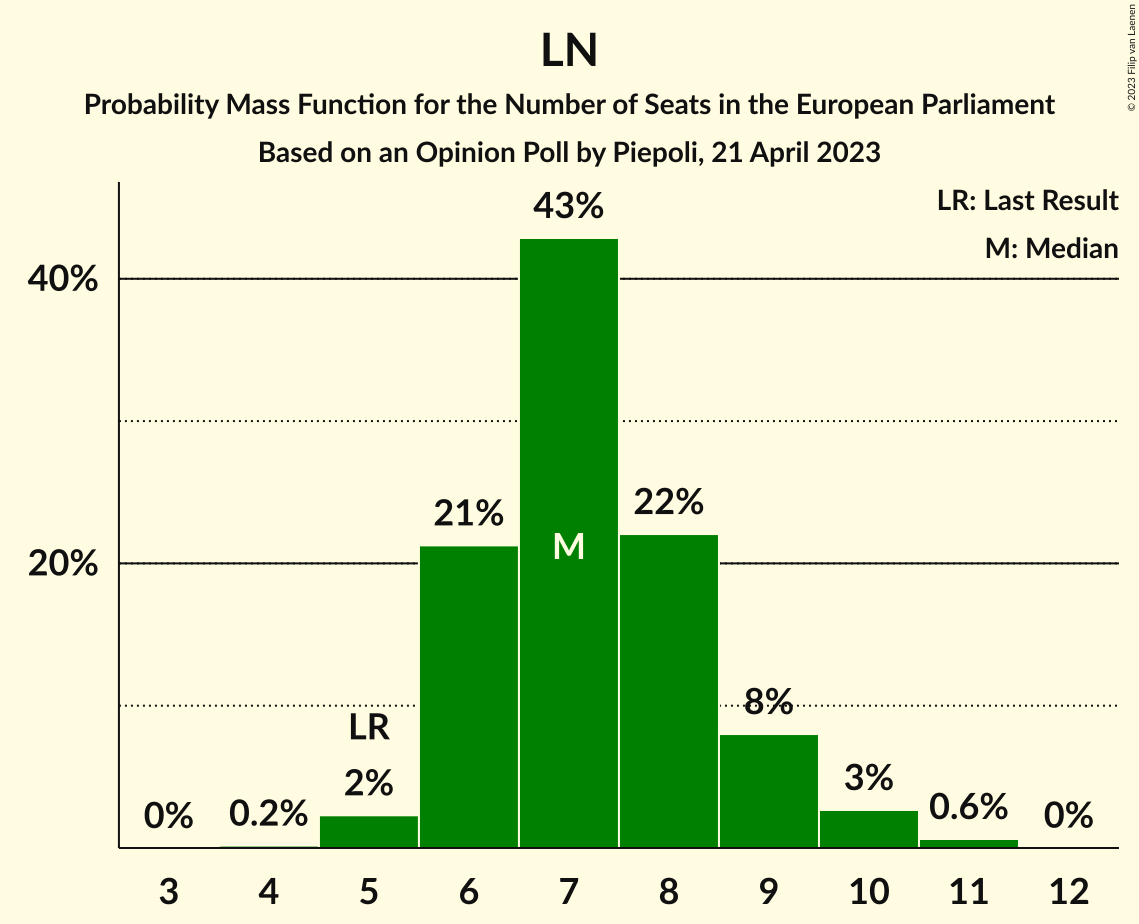 LN
Probability Mass Function for the Number of Seats in the European Parliament
Based on an Opinion Poll by Piepoli, 21 April 2023
© 2023 Filip van Laenen
LR: Last Result
M: Median
43%
40%
22%
21%
M
20%
8%
LR
2%
3%
0%
0.2%
0.6%
0%
3 4 5 6 7 8 9 10 11 12